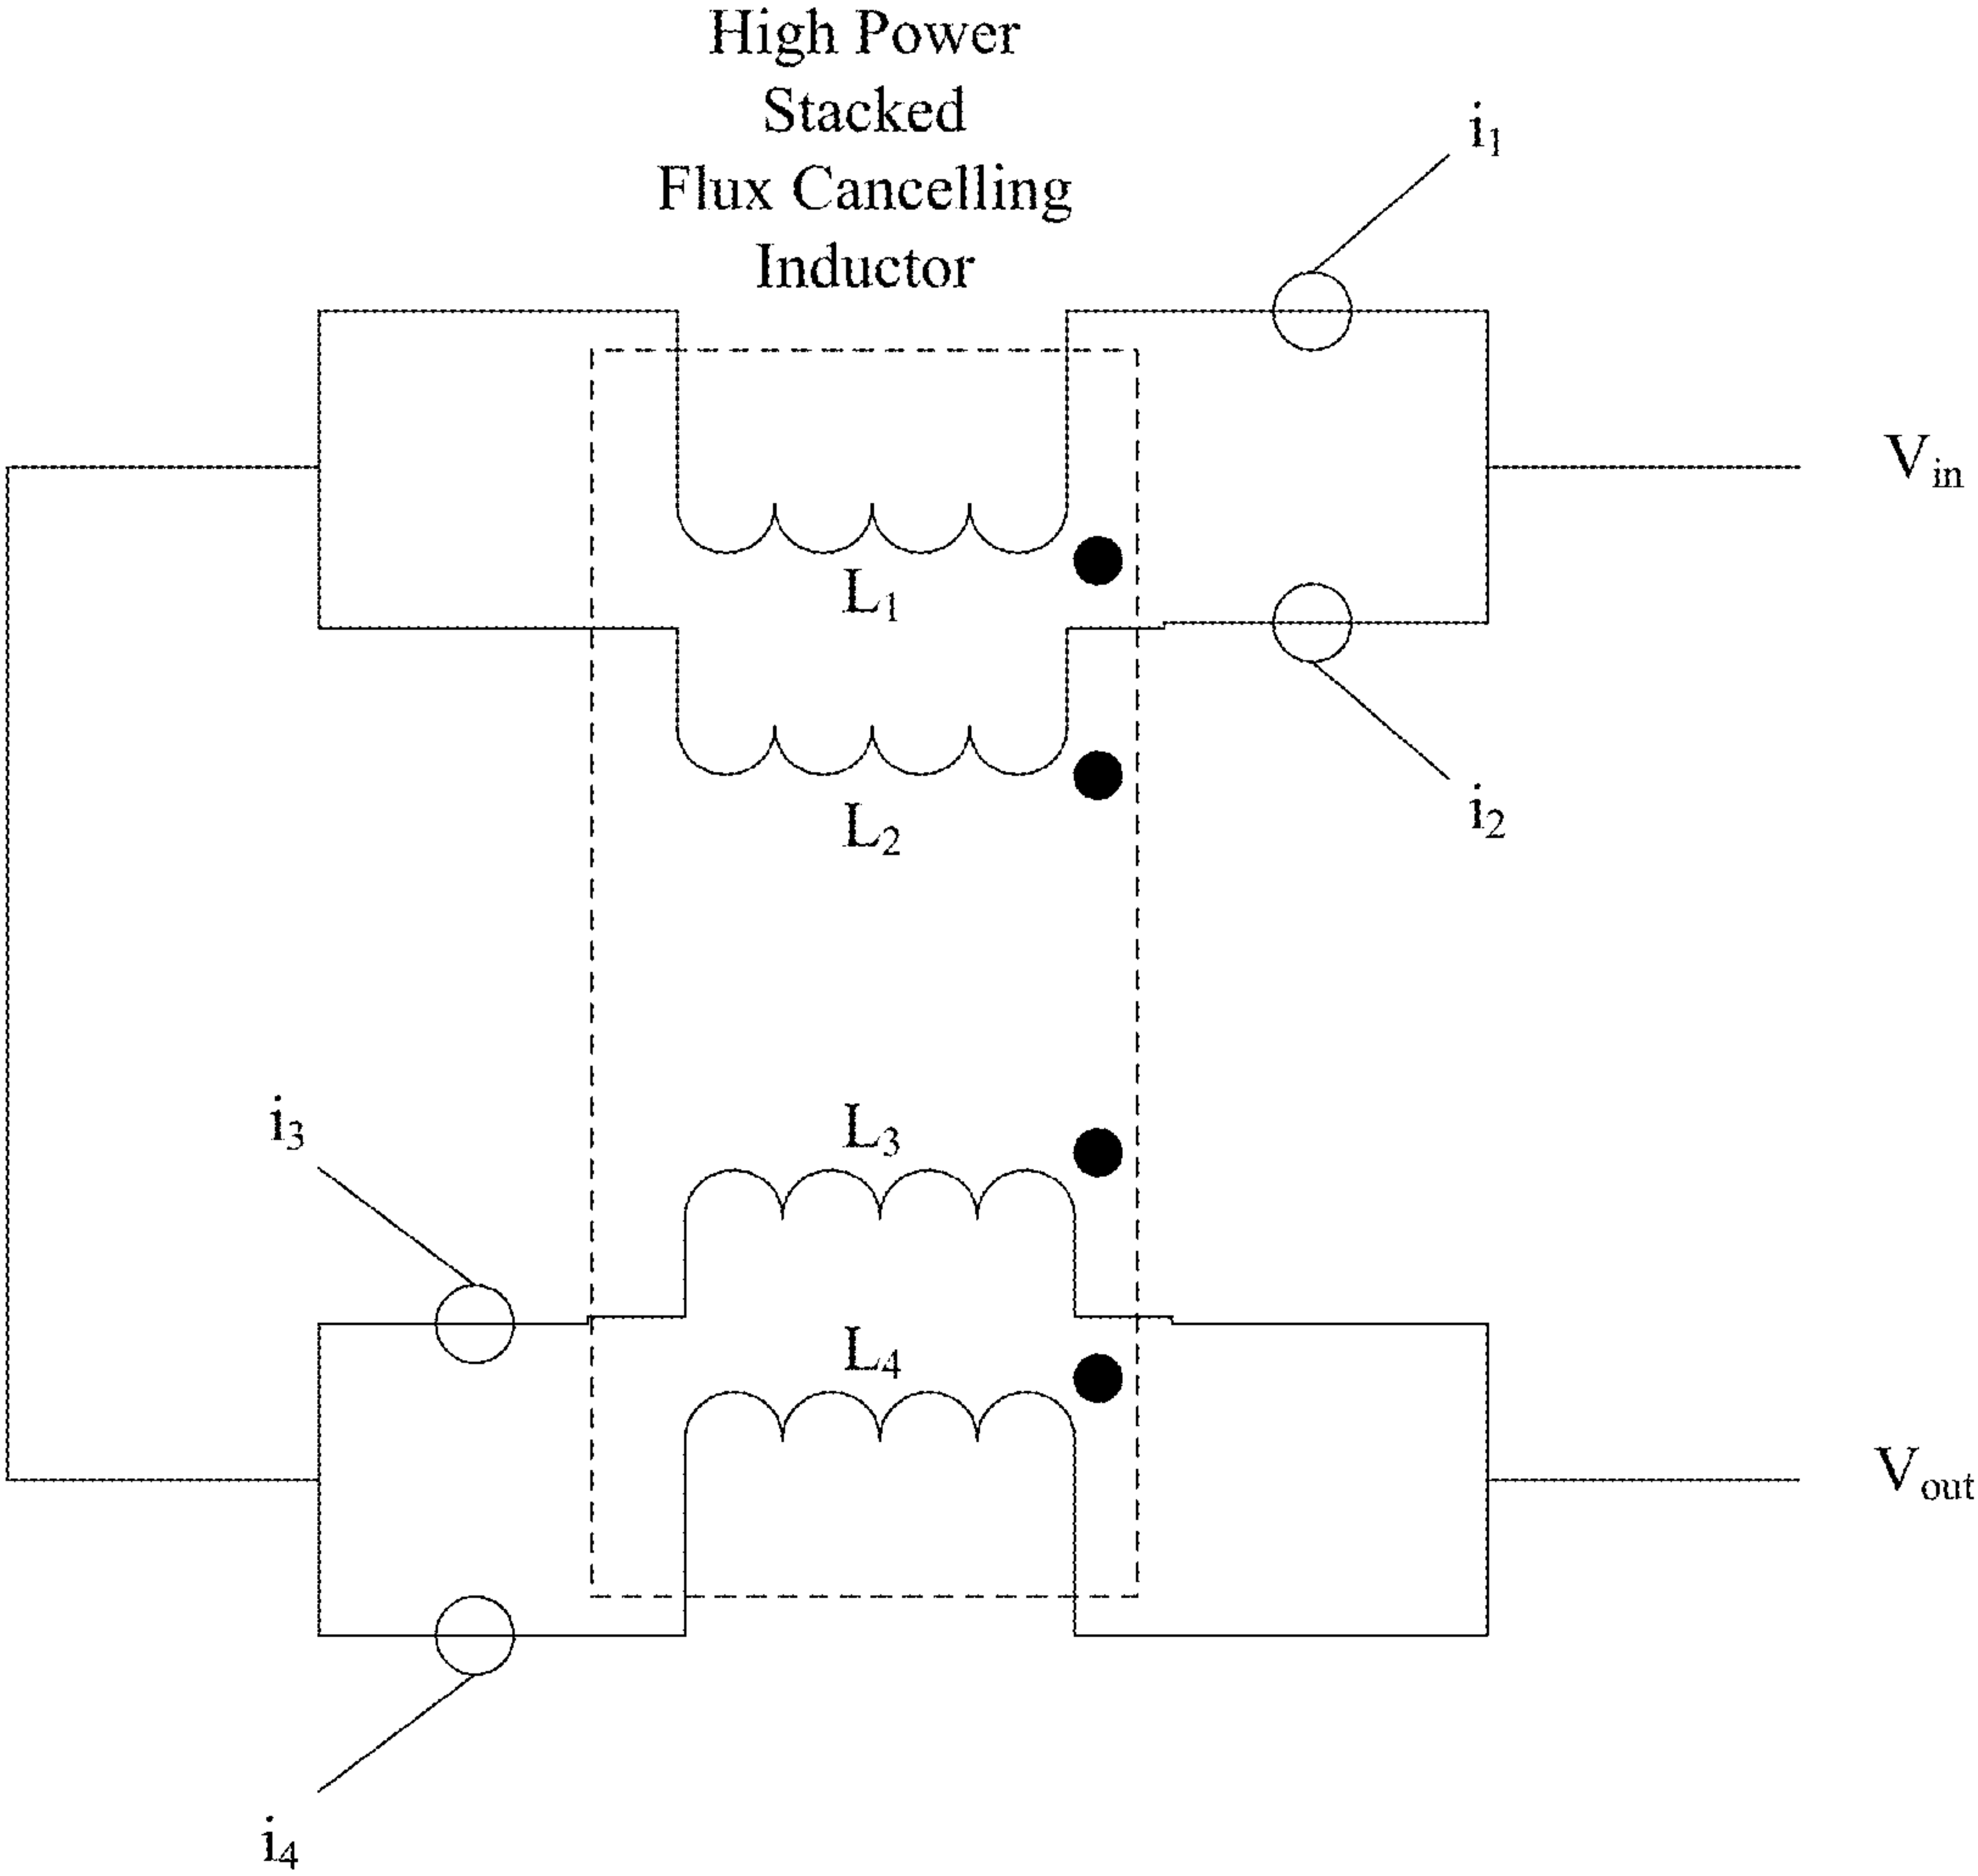 High Power
Stacked
Flux Cancelling
Inductor
i1
Vin
L1
i2
L2
i3
L3
L4
Vout
i4